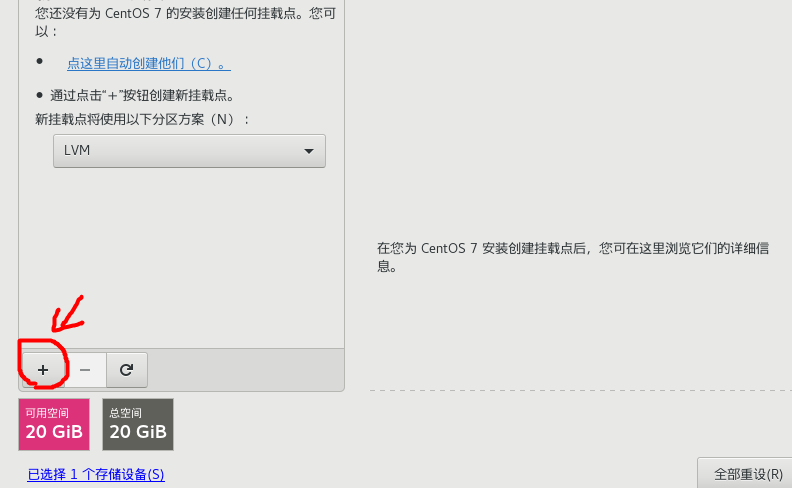 您还没有为 CentOS 7 的安装创建任何挂载点。您可
以：
点这里自动创建他们（C）。
通过点击“+”按钮创建新挂载点。
新挂载点将使用以下分区方案（N）：
LVM
在您为 CentOS 7 安装创建挂载点后，您可在这里浏览它们的详细信
息。
+
−
可用空间
20 GiB
总空间
20 GiB
已选择 1 个存储设备(S)
全部重设(R)